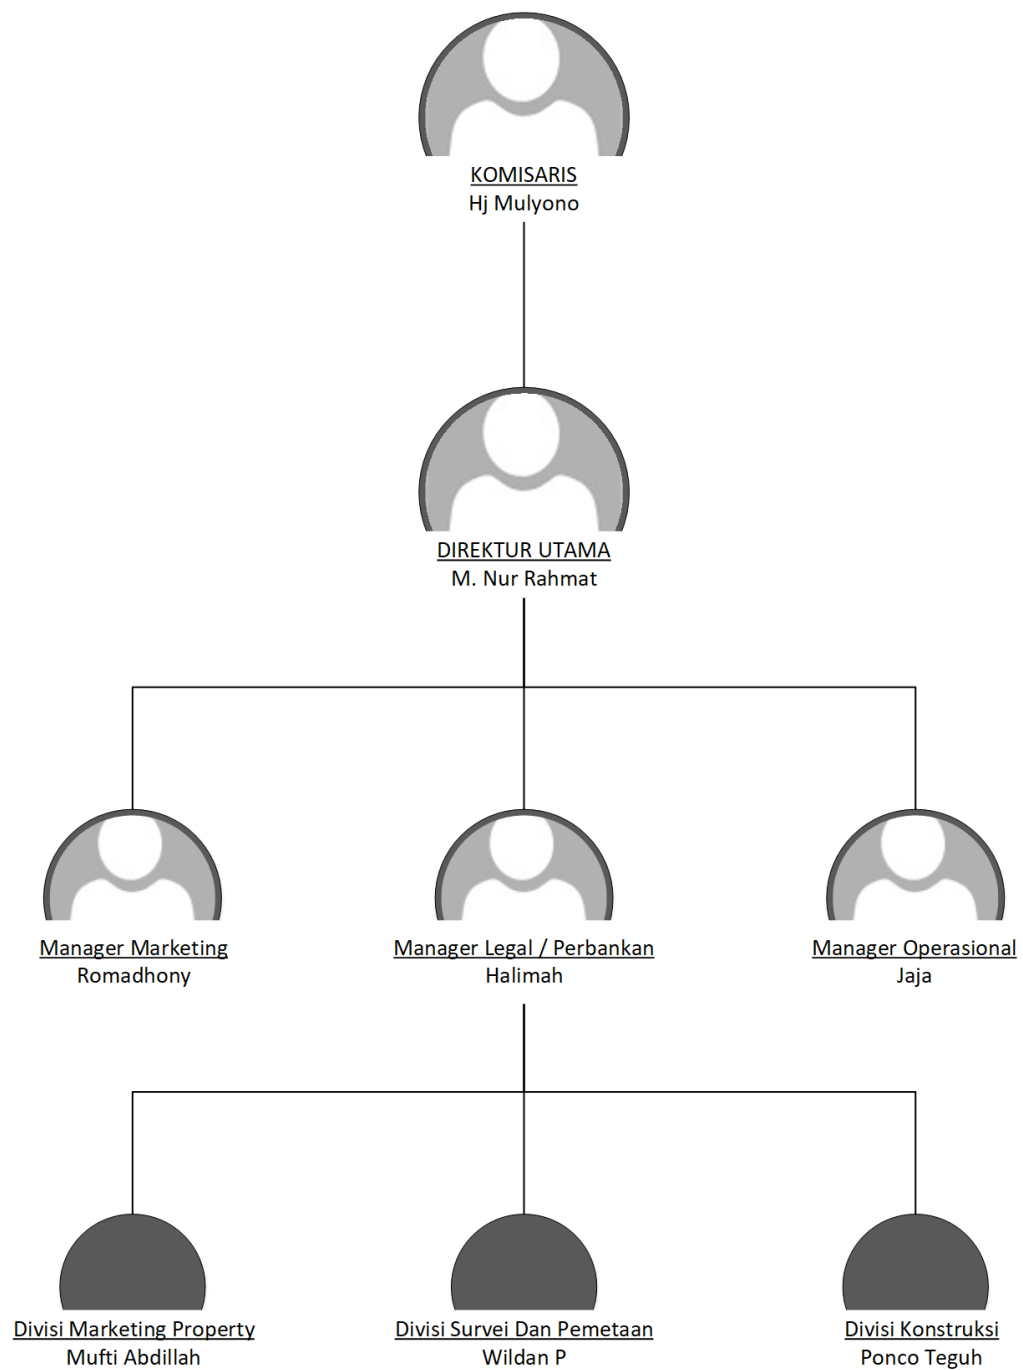 KOMISARIS
Hj Mulyono
DIREKTUR UTAMA
M. Nur Rahmat
Manager Marketing
Romadhony
Manager Legal / Perbankan
Halimah
Manager Operasional
Jaja
Divisi Marketing Property
Mufti Abdillah
Divisi Survei Dan Pemetaan
Wildan P
Divisi Konstruksi
Ponco Teguh